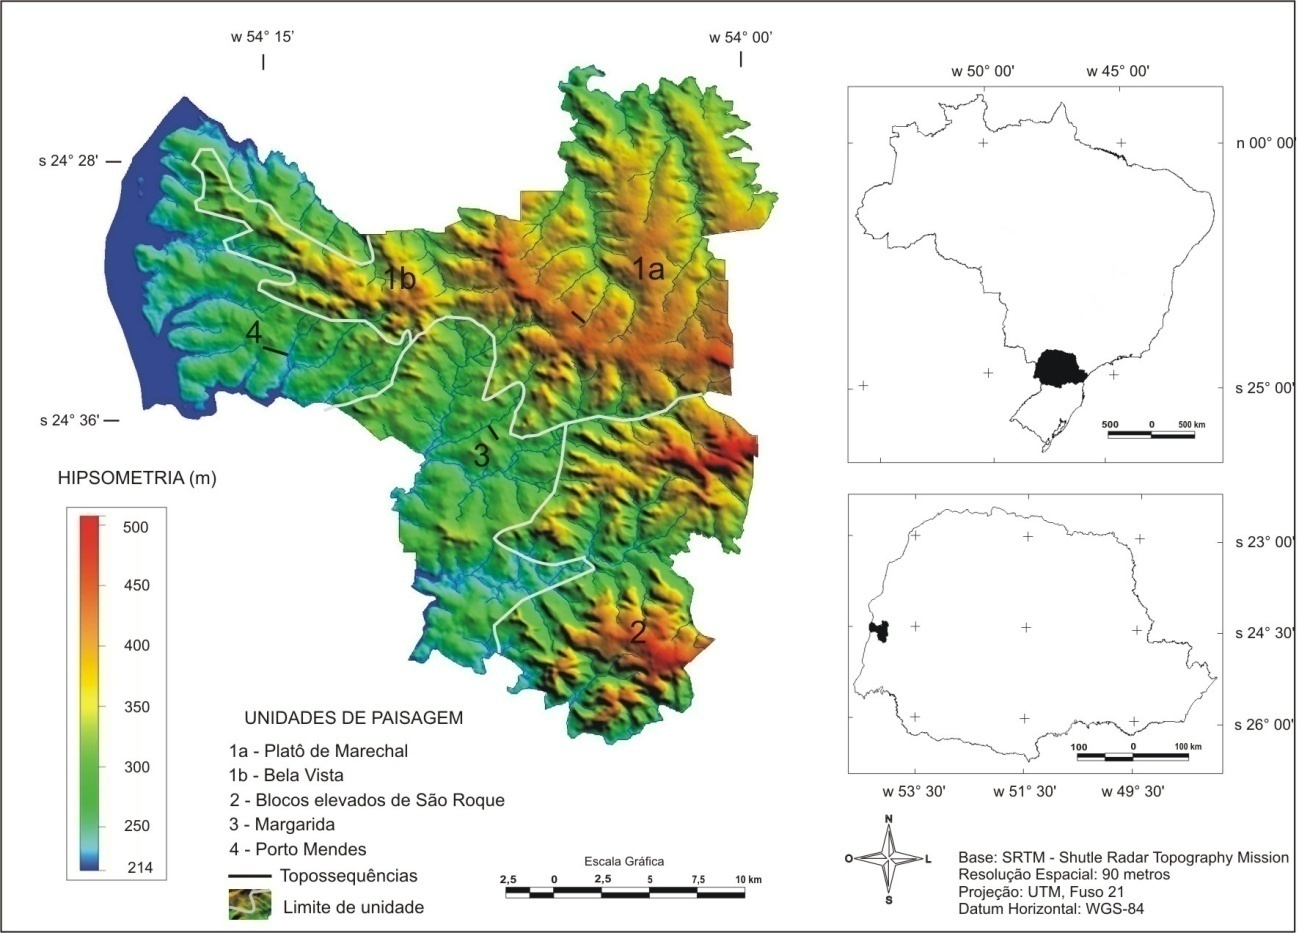 w 54° 15'
w 54° 00'
s 24° 28'
s 24° 36'
1a
1b
4
3
2
HIPSOMETRIA (m)
500
450
400
350
300
250
214
UNIDADES DE PAISAGEM
1a - Platô de Marechal
1b - Bela Vista
2 - Blocos elevados de São Roque
3 - Margarida
4 - Porto Mendes
Topossequências
Limite de unidade
Escala Gráfica
2,5 0 2,5 5 7,5 10 km
w 50° 00' w 45° 00'
n 00° 00'
s 25° 00'
500 0 500 km
s 23° 00'
s 24° 30'
s 26° 00'
100 0 100 km
w 53° 30' w 51° 30' w 49° 30'
N
O L
S
Base: SRTM - Shutle Radar Topography Mission
Resolução Espacial: 90 metros
Projeção: UTM, Fuso 21
Datum Horizontal: WGS-84